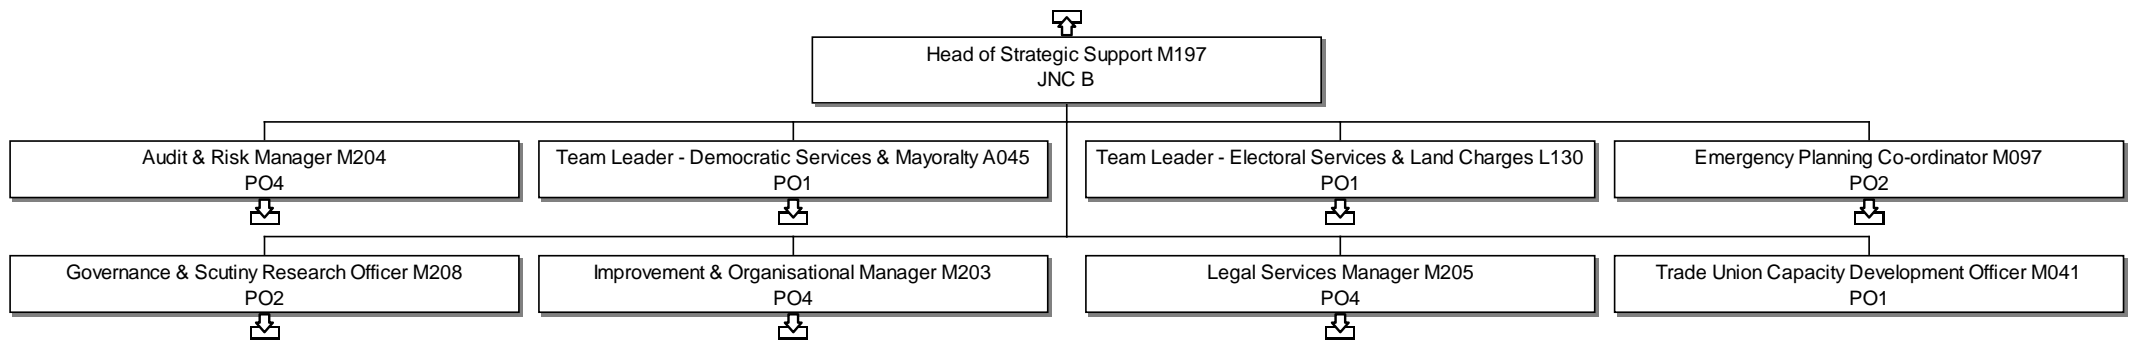 Head of Strategic Support M197
JNC B
Audit & Risk Manager M204
PO4
Team Leader - Democratic Services & Mayoralty A045
PO1
Team Leader - Electoral Services & Land Charges L130
PO1
Emergency Planning Co-ordinator M097
PO2
Governance & Scutiny Research Officer M208
PO2
Improvement & Organisational Manager M203
PO4
Legal Services Manager M205
PO4
Trade Union Capacity Development Officer M041
PO1